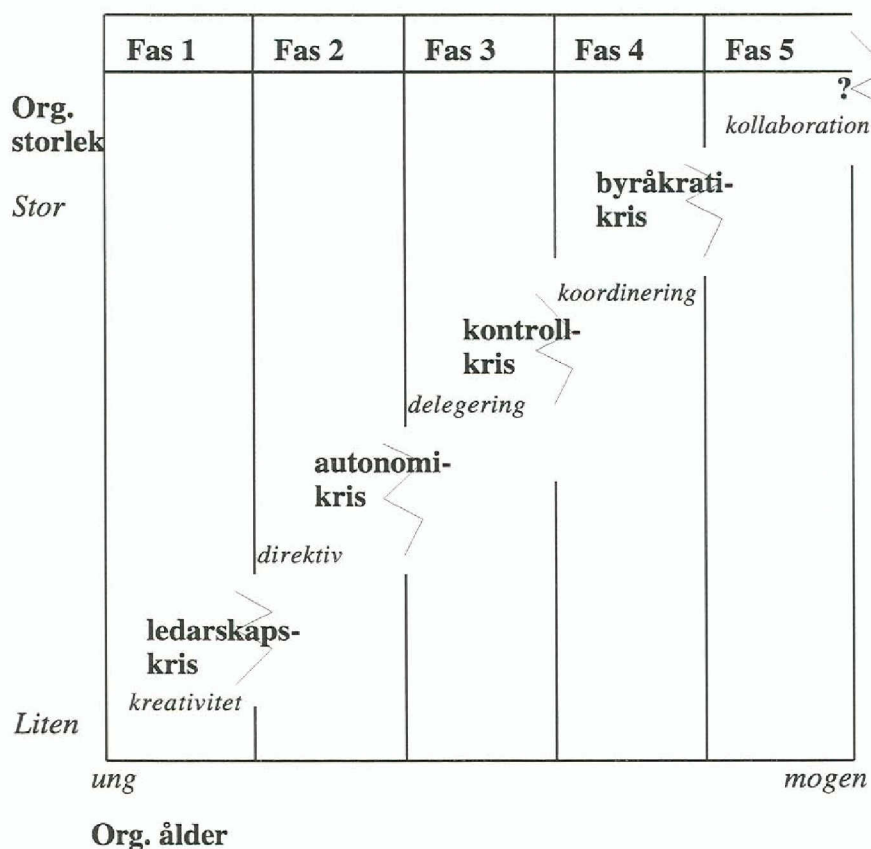 Fas 1 Fas 2 Fas 3 Fas 4 Fas 5
?
Org.
storlek
kollaboration
byråkrati-
kris
Stor
koordinering
kontroll-
kris
delegering
autonomi-
kris
direktiv
ledarskaps-
kris
kreativitet
Liten
ung mogen
Org. ålder